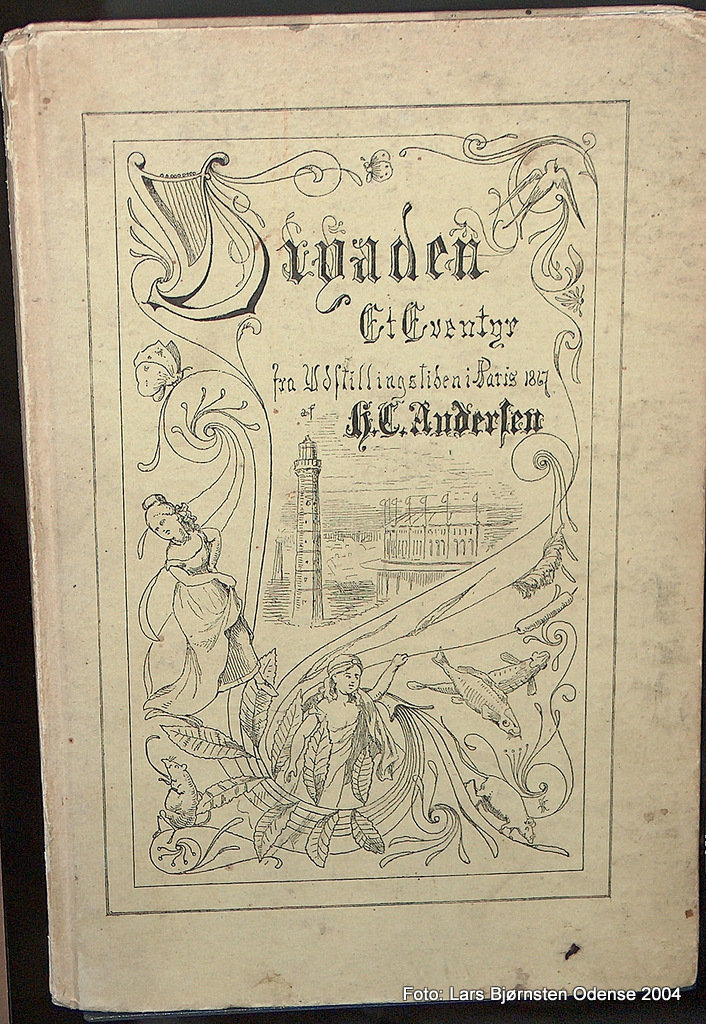 Dryaden
Et Eventyr
fra Udstillingstiden i Paris 1867
af
H. C. Andersen
Foto: Lars Bjørnsten Odense 2004